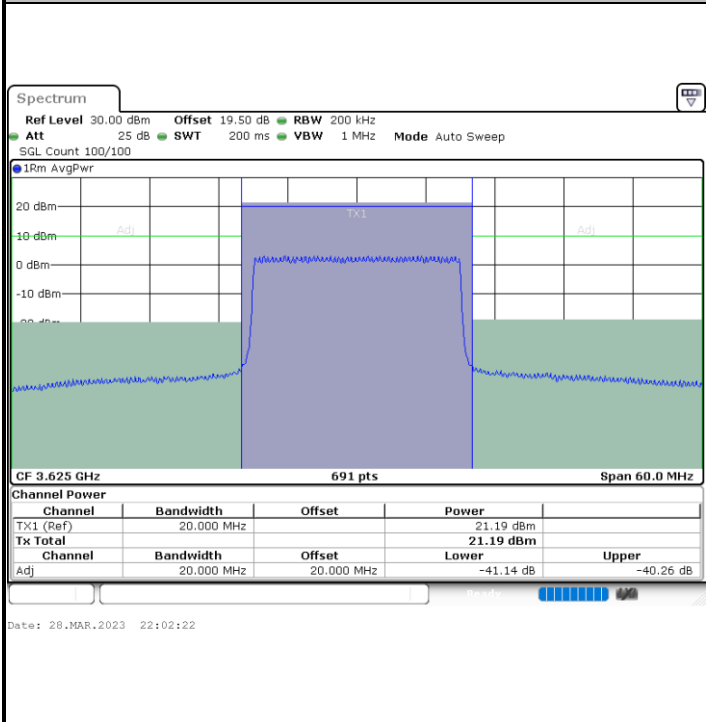 Spectrum
Ref Level 30.00 dBm Offset 19.50 dB RBW 200 kHz
Att 25 dB SWT 200 ms VBW 1 MHz Mode Auto Sweep
SGL Count 100/100
1Rm AvgPwr
20 dBm
TX1
10 dBm Adj Adj
0 dBm
-10 dBm
CF 3.625 GHz 691 pts Span 60.0 MHz
Channel Power
Channel Bandwidth Offset Power
TX1 (Ref) 20.000 MHz 21.19 dBm
Tx Total 21.19 dBm
Channel Bandwidth Offset Lower Upper
Adj 20.000 MHz 20.000 MHz -41.14 dB -40.26 dB
Ready
Date: 28.MAR.2023 22:02:22